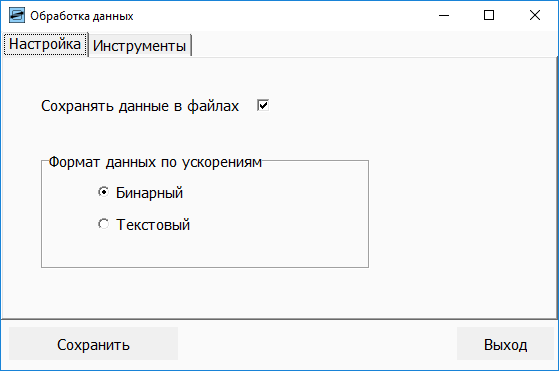 Обработка данных
Настройка Инструменты
Сохранять данные в файлах
Формат данных по ускорениям
Бинарный
Текстовый
Сохранить Выход